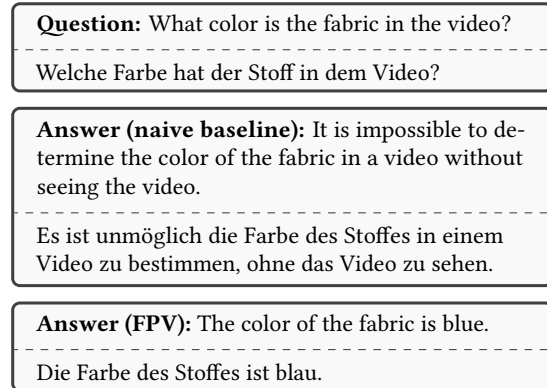 Question: What color is the fabric in the video?
Welche Farbe hat der Stoff in dem Video?
Answer (naive baseline): It is impossible to de-
termine the color of the fabric in a video without
seeing the video.
Es ist unmöglich die Farbe des Stoffes in einem
Video zu bestimmen, ohne das Video zu sehen.
Answer (FPV): The color of the fabric is blue.
Die Farbe des Stoffes ist blau.